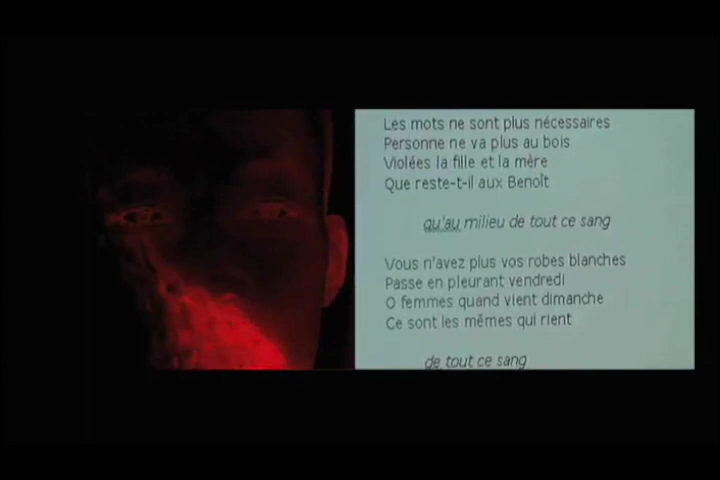 Les mots ne sont plus nécessaires
Personne ne va plus au bois
Violées la fille et la mère
Que reste-t-il aux Benoît
qu'au milieu de tout ce sang
Vous n'avez plus vos robes blanches
Passe en pleurant vendredi
O femmes quand vient dimanche
Ce sont les mêmes qui rient
de tout ce sang